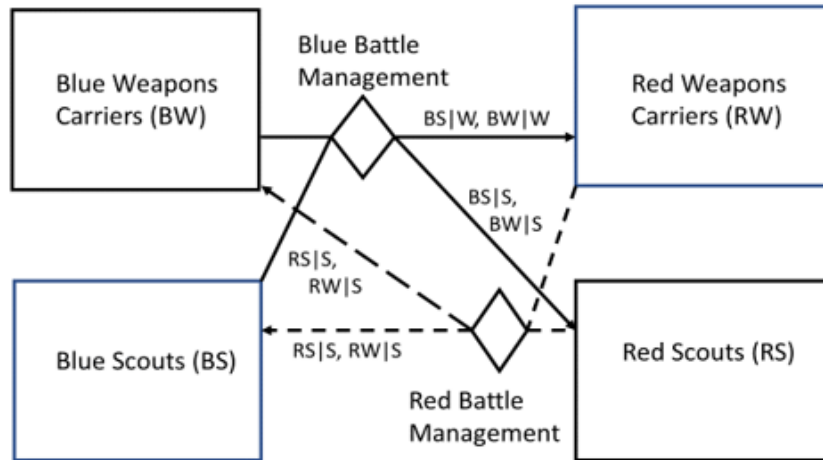 Blue Weapons
Carriers (BW)
Blue Battle
Management
Red Weapons
Carriers (RW)
BS|W, BW|W
BS|S,
BW|S
RS|S,
RW|S
Blue Scouts (BS)
RS|S, RW|S
Red Scouts (RS)
Red Battle
Management